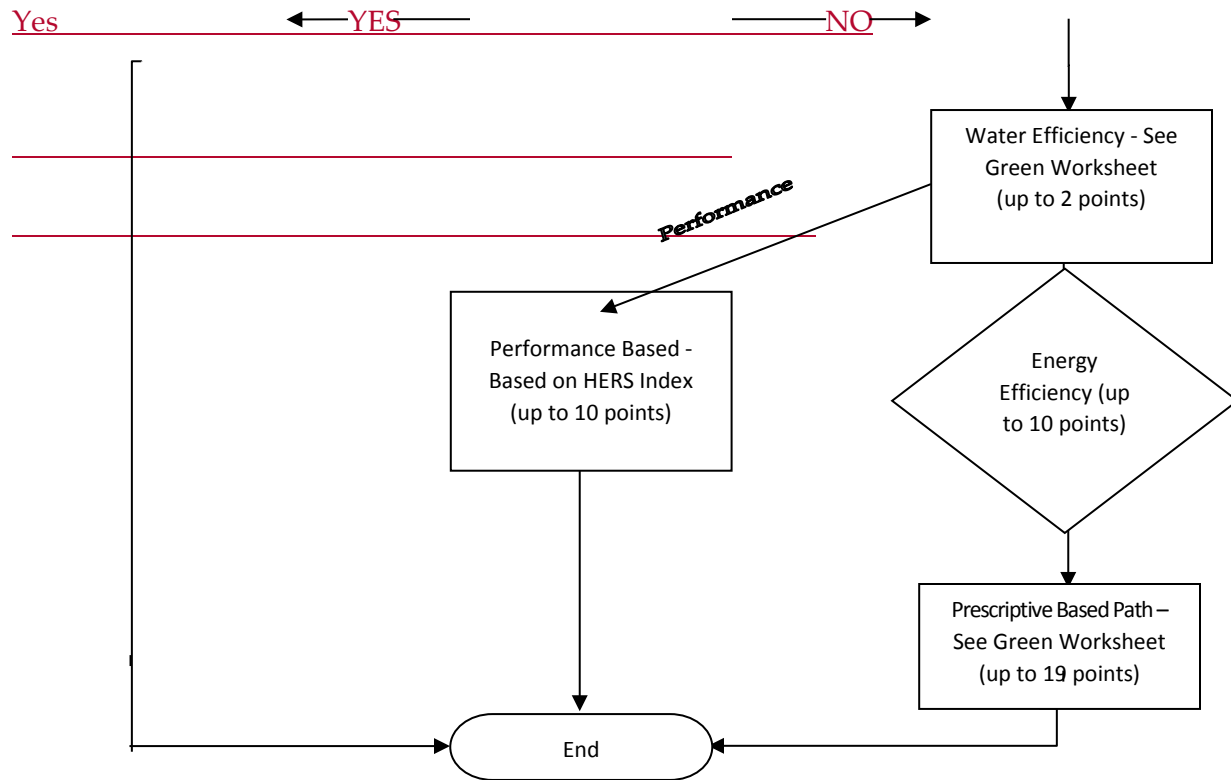 Yes YES NO
Water Efficiency - See
Green Worksheet
(up to 2 points)
Performance
Performance Based -
Based on HERS Index
(up to 10 points)
Energy
Efficiency (up
to 10 points)
Prescriptive Based Path –
See Green Worksheet
(up to 19 points)
End